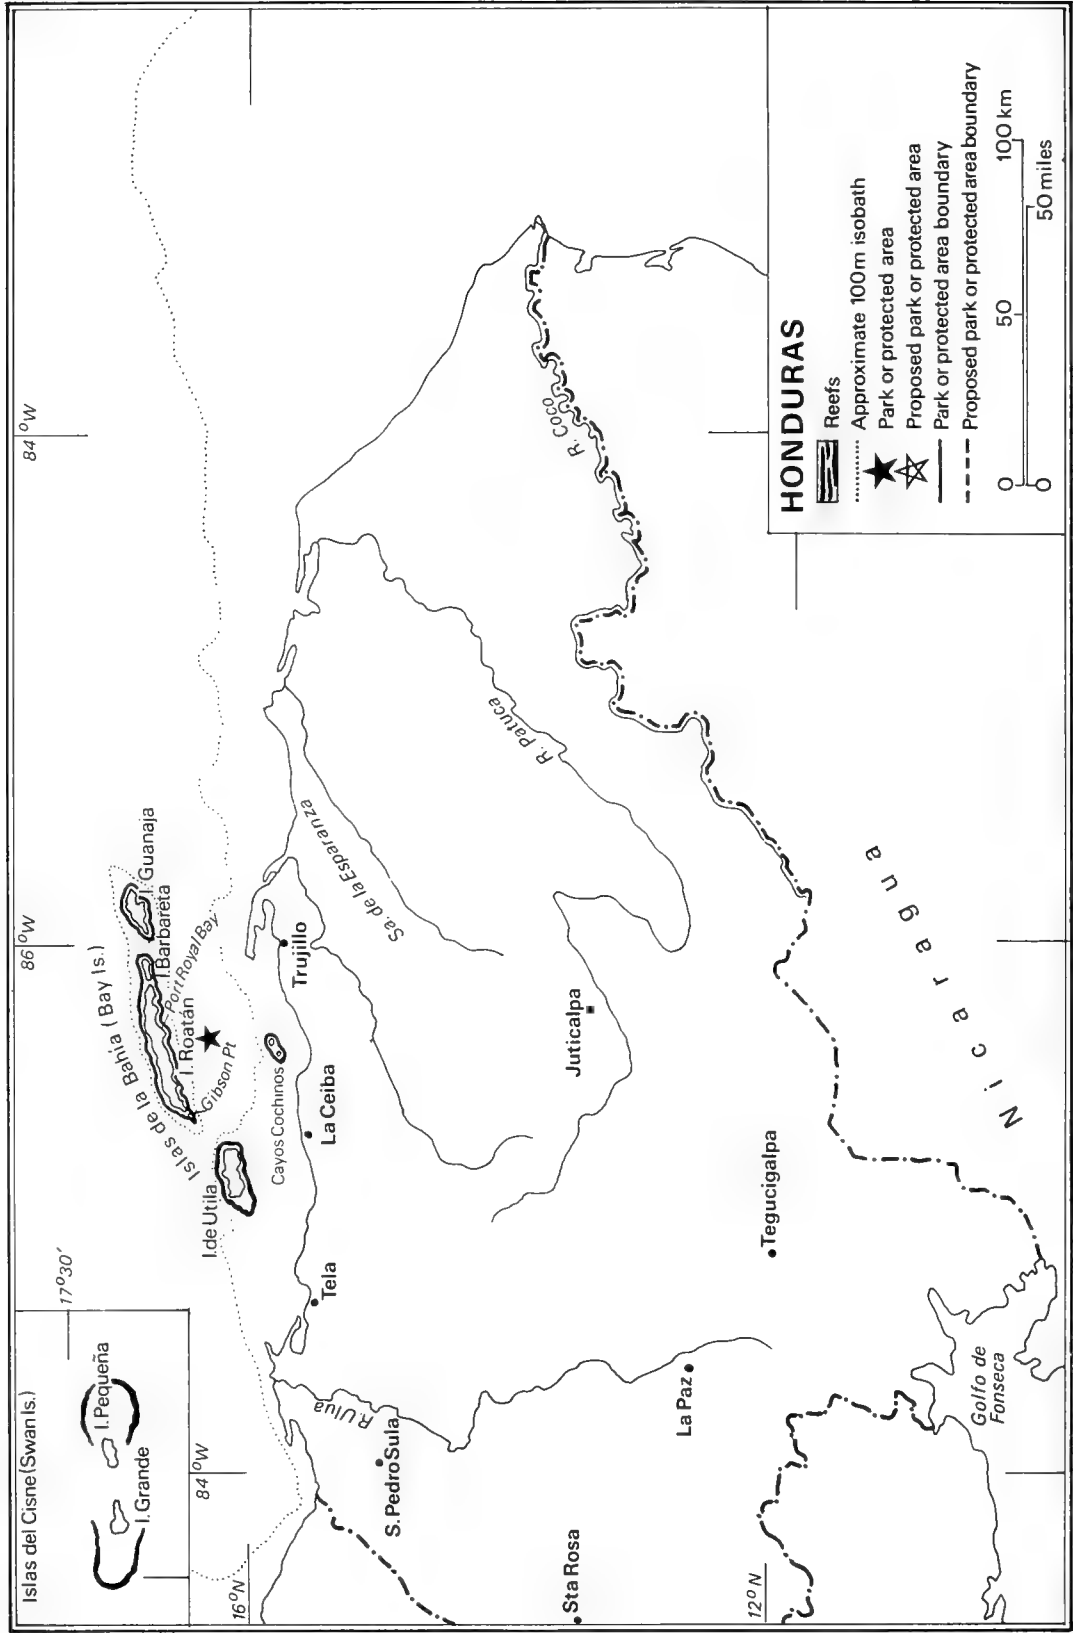 Islas del Cisne (Swan Is.)
I. Grande
I. Pequeña
17°30′
84°W
86°W
84°W
16°N
12°N
Islas de la Bahía (Bay Is.)
I. de Utila
I. Roatán
Gibson Pt
Port Royal Bay
I. Barbareta
I. Guanaja
Cayos Cochinos
Tela
La Ceiba
Trujillo
R. Ulua
S. Pedro Sula
Sta Rosa
La Paz
Tegucigalpa
Juticalpa
Sa. de la Esparanza
R. Patuca
R. Coco
Nicaragua
Golfo de
Fonseca
HONDURAS
Reefs
Approximate 100m isobath
Park or protected area
Proposed park or protected area
Park or protected area boundary
Proposed park or protected area boundary
0 50 100 km
0 50 miles